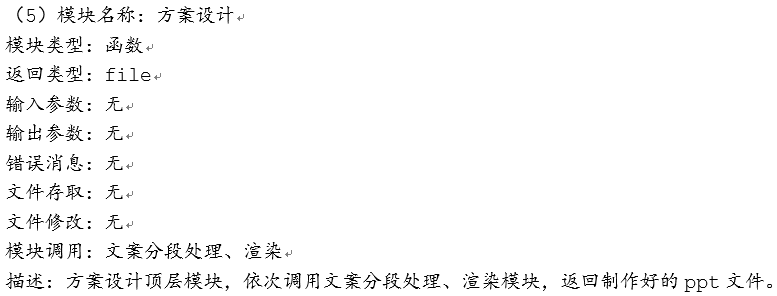 （5）模块名称：方案设计
模块类型：函数
返回类型：file
输入参数：无
输出参数：无
错误消息：无
文件存取：无
文件修改：无
模块调用：文案分段处理、渲染
描述：方案设计顶层模块，依次调用文案分段处理、渲染模块，返回制作好的 ppt 文件。